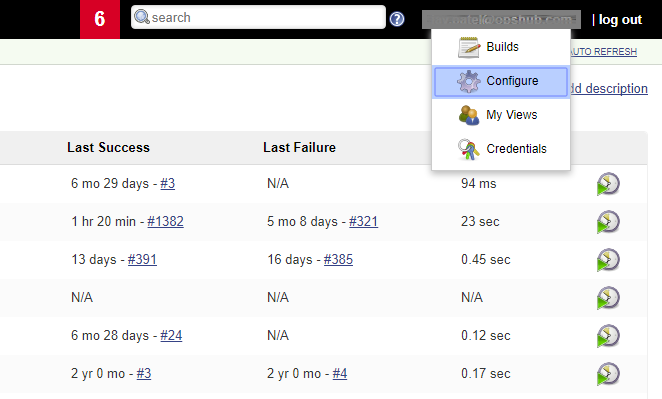 6 search ? | log out
Builds
AUTO REFRESH
Configure
dd description
My Views
Credentials
Last Success Last Failure
6 mo 29 days - #3 N/A 94 ms
1 hr 20 min - #1382 5 mo 8 days - #321 23 sec
13 days - #391 16 days - #385 0.45 sec
N/A N/A N/A
6 mo 28 days - #24 N/A 0.12 sec
2 yr 0 mo - #3 2 yr 0 mo - #4 0.17 sec